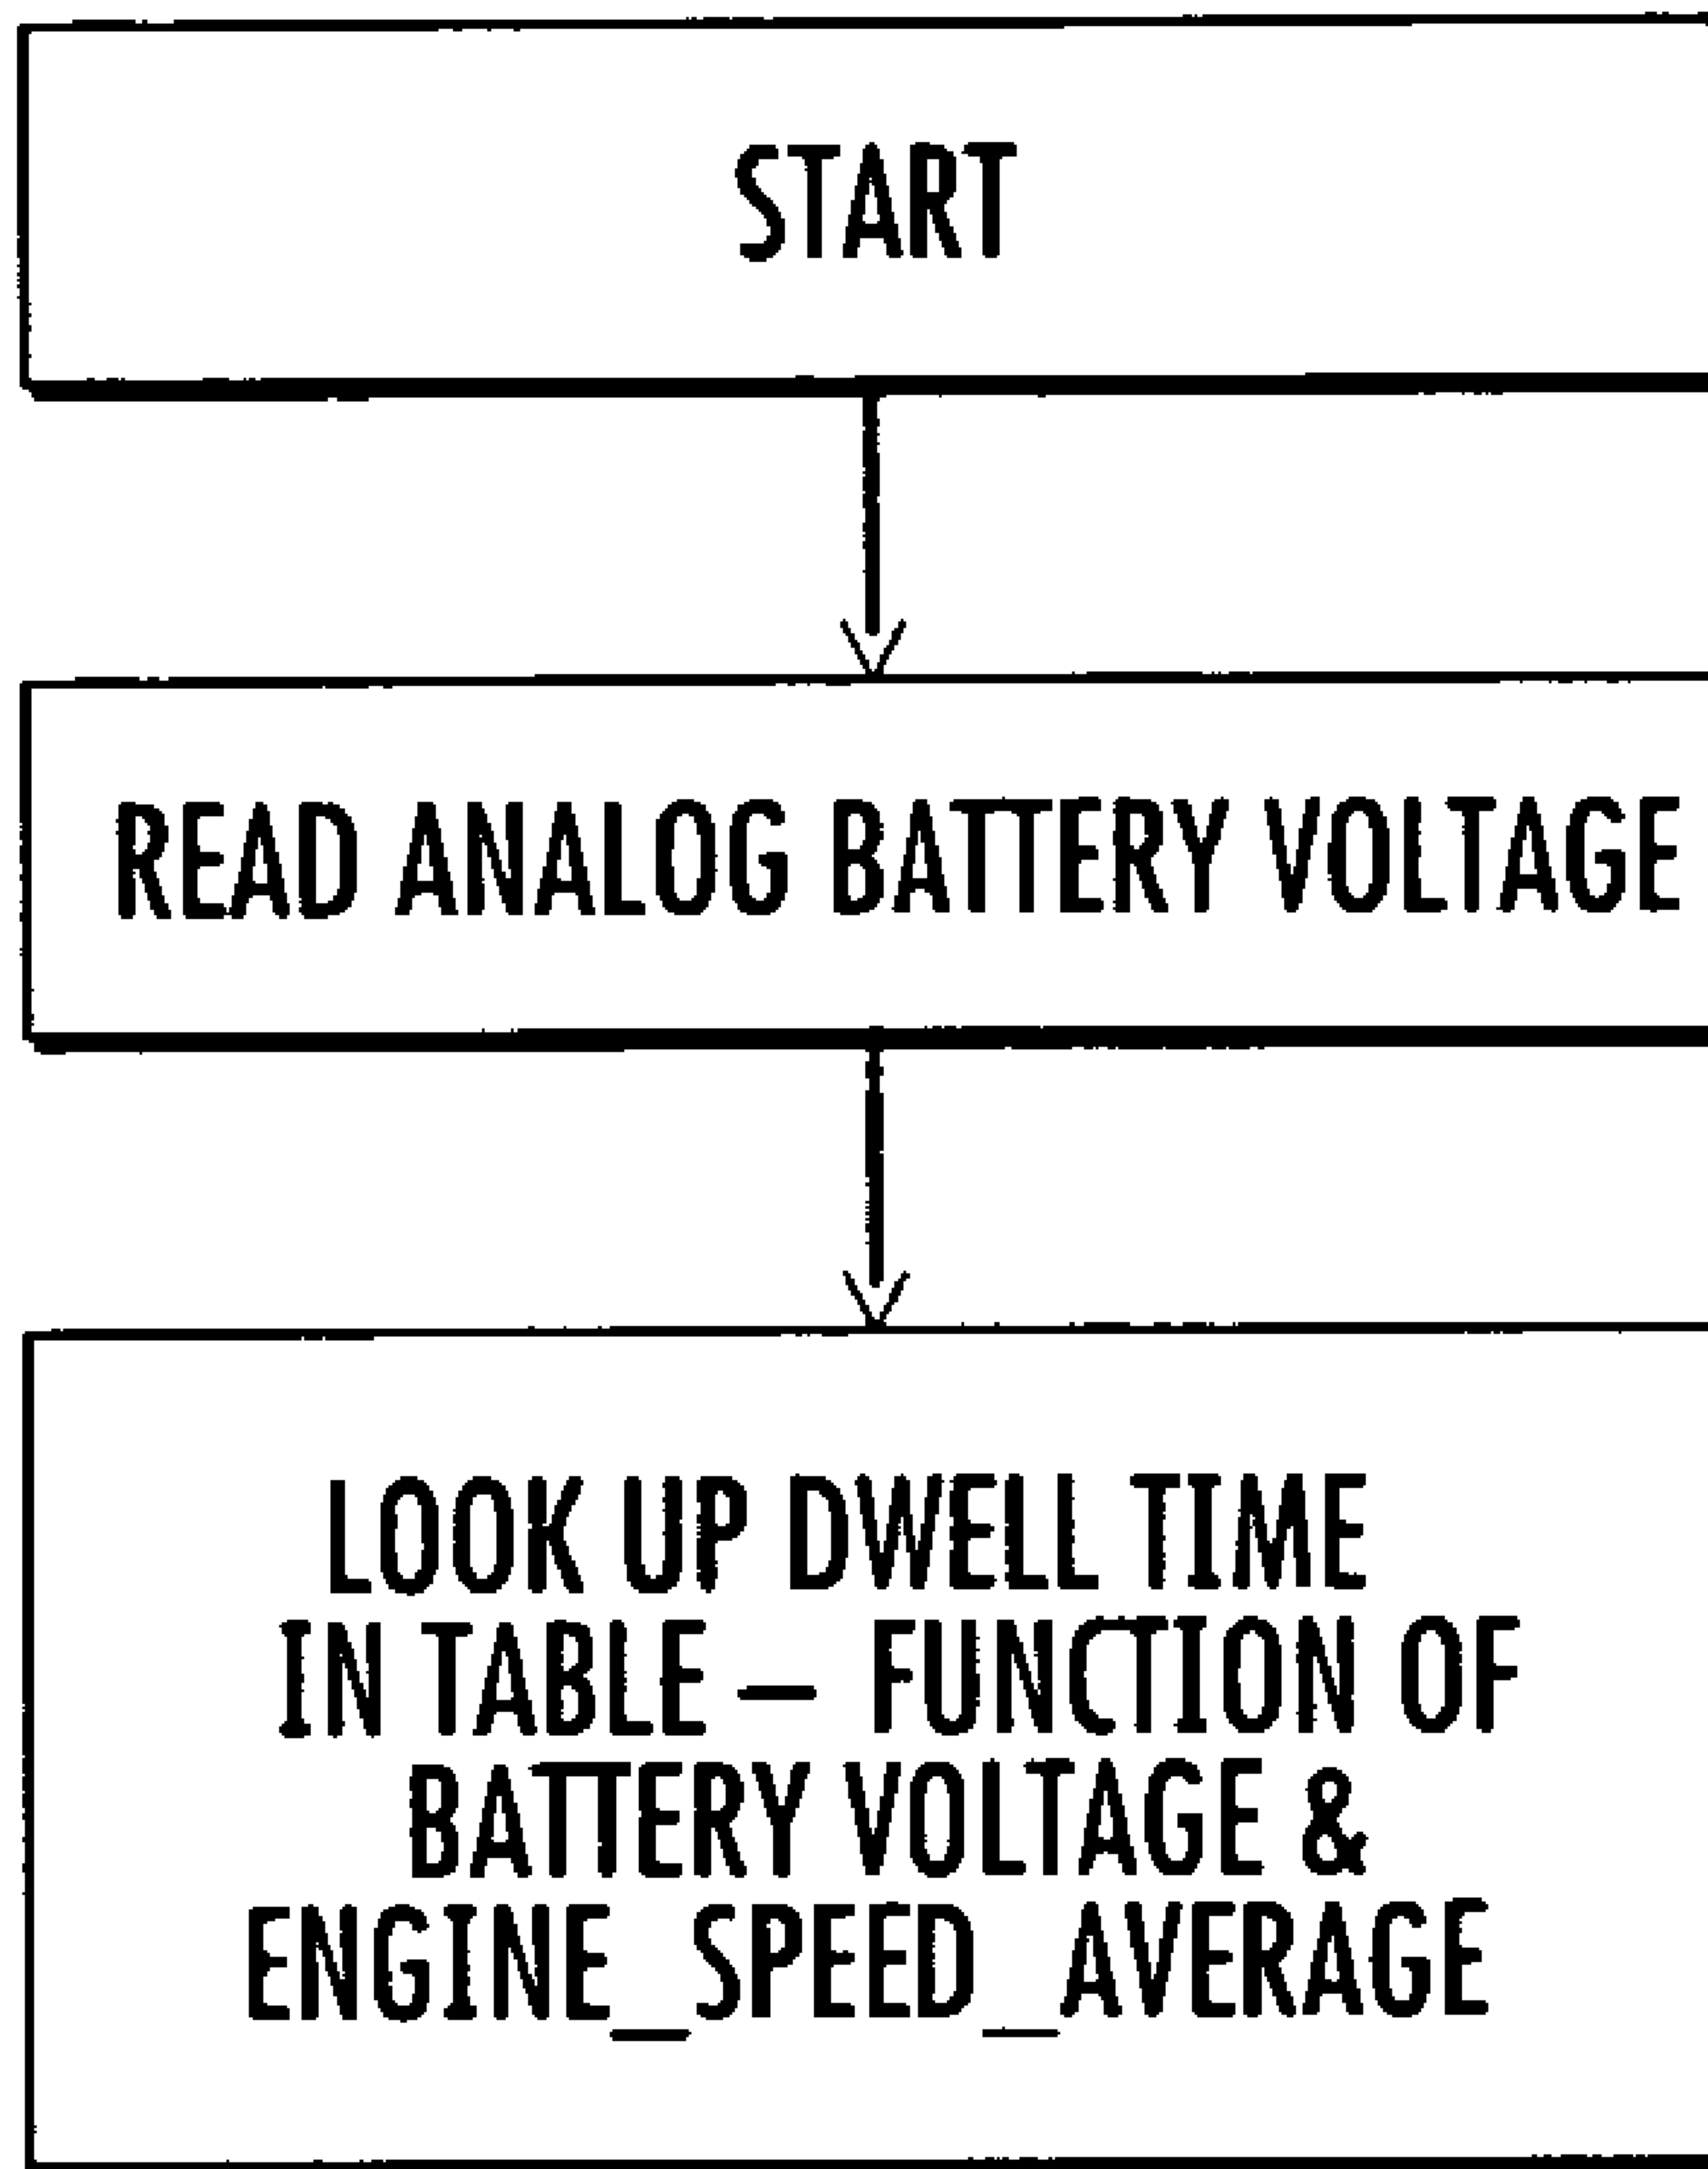 START
READ ANALOG BATTERY VOLTAGE
LOOK UP DWELL TIME
IN TABLE — FUNCTION OF
BATTERY VOLTAGE &
ENGINE_SPEED_AVERAGE